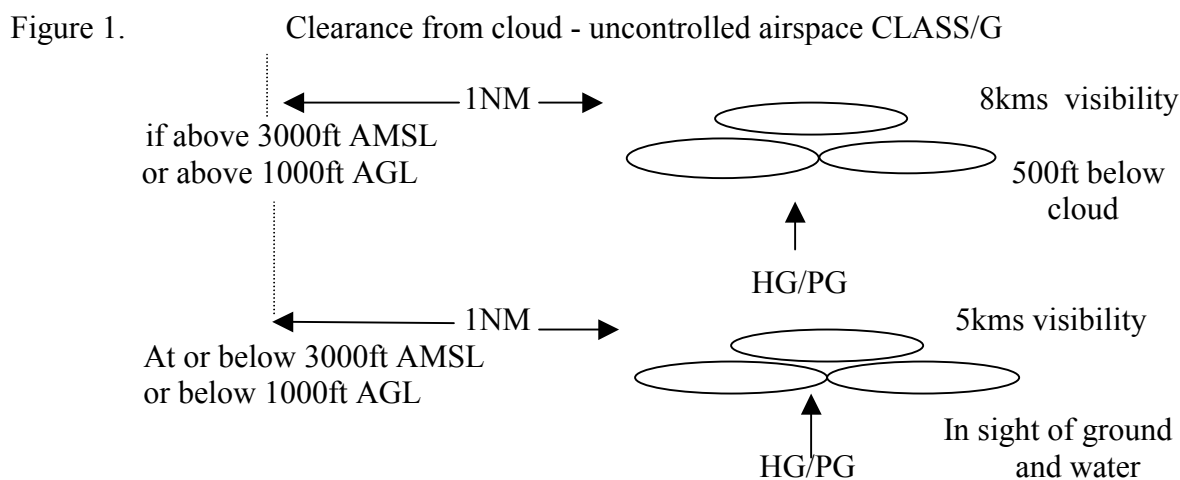 Figure 1. Clearance from cloud - uncontrolled airspace CLASS/G
1NM
8kms visibility
if above 3000ft AMSL
or above 1000ft AGL
500ft below
cloud
HG/PG
1NM
5kms visibility
At or below 3000ft AMSL
or below 1000ft AGL
In sight of ground
and water
HG/PG